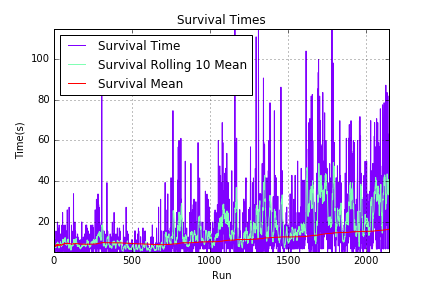 Survival Times
Survival Time
Survival Rolling 10 Mean
Survival Mean
100
80
60
40
20
Time(s)
0
500
1000
1500
2000
Run